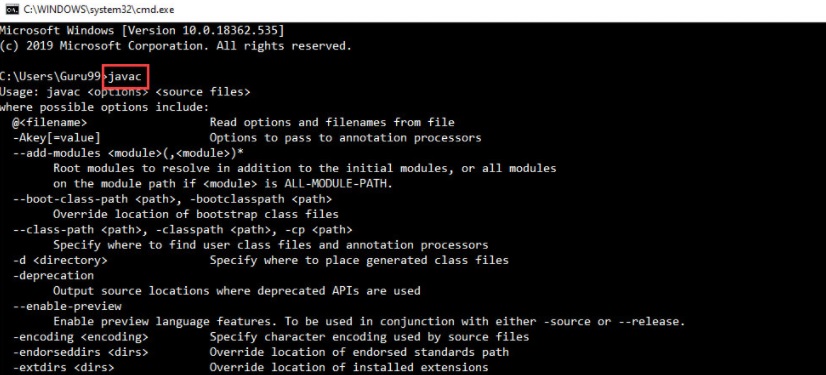 C:\WINDOWS\system32\cmd.exe
Microsoft Windows [Version 10.0.18362.535]
(c) 2019 Microsoft Corporation. All rights reserved.
C:\Users\Guru99>javac
Usage: javac <options> <source files>
where possible options include:
@<filename> Read options and filenames from file
-Akey[=value] Options to pass to annotation processors
--add-modules <module>(,<module>)*
Root modules to resolve in addition to the initial modules, or all modules
on the module path if <module> is ALL-MODULE-PATH.
--boot-class-path <path>, -bootclasspath <path>
Override location of bootstrap class files
--class-path <path>, -classpath <path>, -cp <path>
Specify where to find user class files and annotation processors
-d <directory> Specify where to place generated class files
-deprecation
Output source locations where deprecated APIs are used
--enable-preview
Enable preview language features. To be used in conjunction with either -source or --release.
-encoding <encoding> Specify character encoding used by source files
-endorseddirs <dirs> Override location of endorsed standards path
-extdirs <dirs> Override location of installed extensions